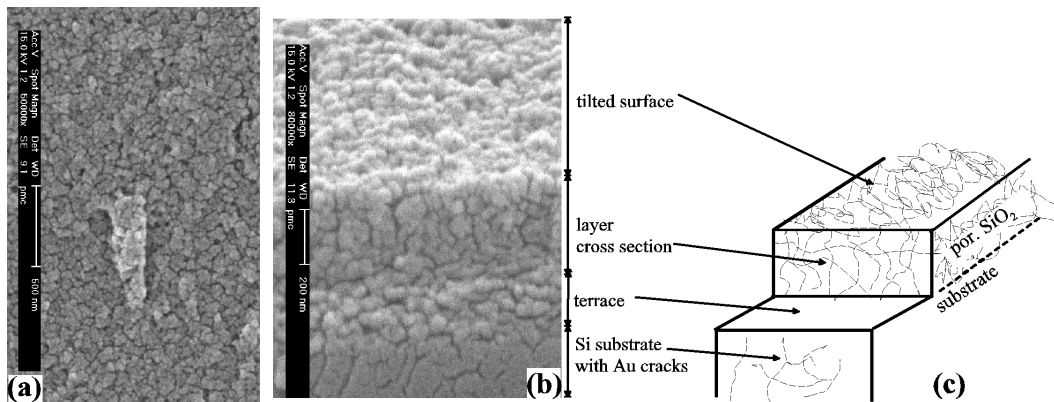 Acc.V Spot Magn Det WD
15.0 kV 1.2 50000x SE 9.1 pmc
500 nm
(a)
Acc.V Spot Magn Det WD
15.0 kV 1.2 80000x SE 11.3 pmc
200 nm
(b)
tilted surface
layer
cross section
terrace
Si substrate
with Au cracks
por. SiO₂
substrate
(c)